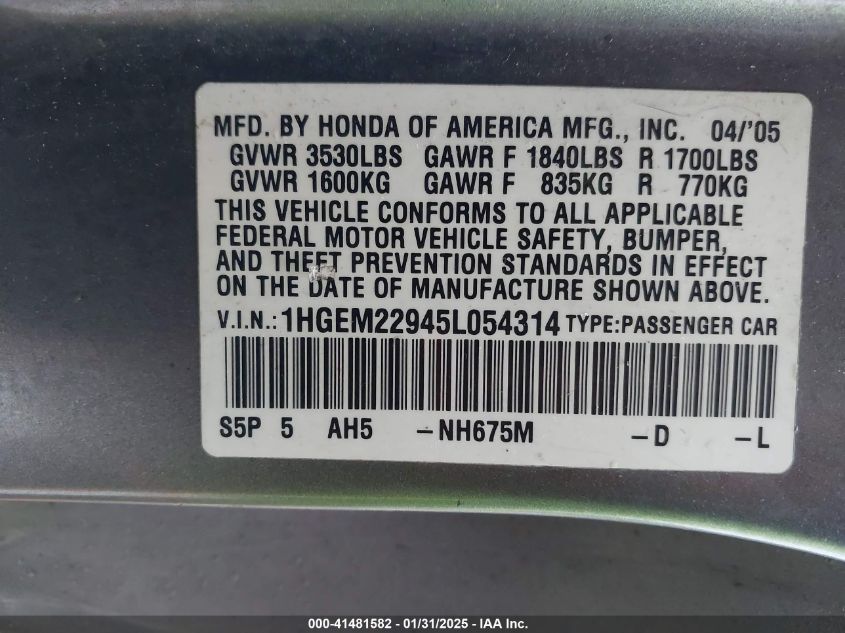 MFD. BY HONDA OF AMERICA MFG., INC. 04/'05
GVWR 3530LBS GAWR F 1840LBS R 1700LBS
GVWR 1600KG GAWR F 835KG R 770KG
THIS VEHICLE CONFORMS TO ALL APPLICABLE
FEDERAL MOTOR VEHICLE SAFETY, BUMPER,
AND THEFT PREVENTION STANDARDS IN EFFECT
ON THE DATE OF MANUFACTURE SHOWN ABOVE.
V.I.N.: 1HGEM22945L054314 TYPE:PASSENGER CAR
S5P 5 AH5 -NH675M -D -L
000-41481582 - 01/31/2025 - IAA Inc.